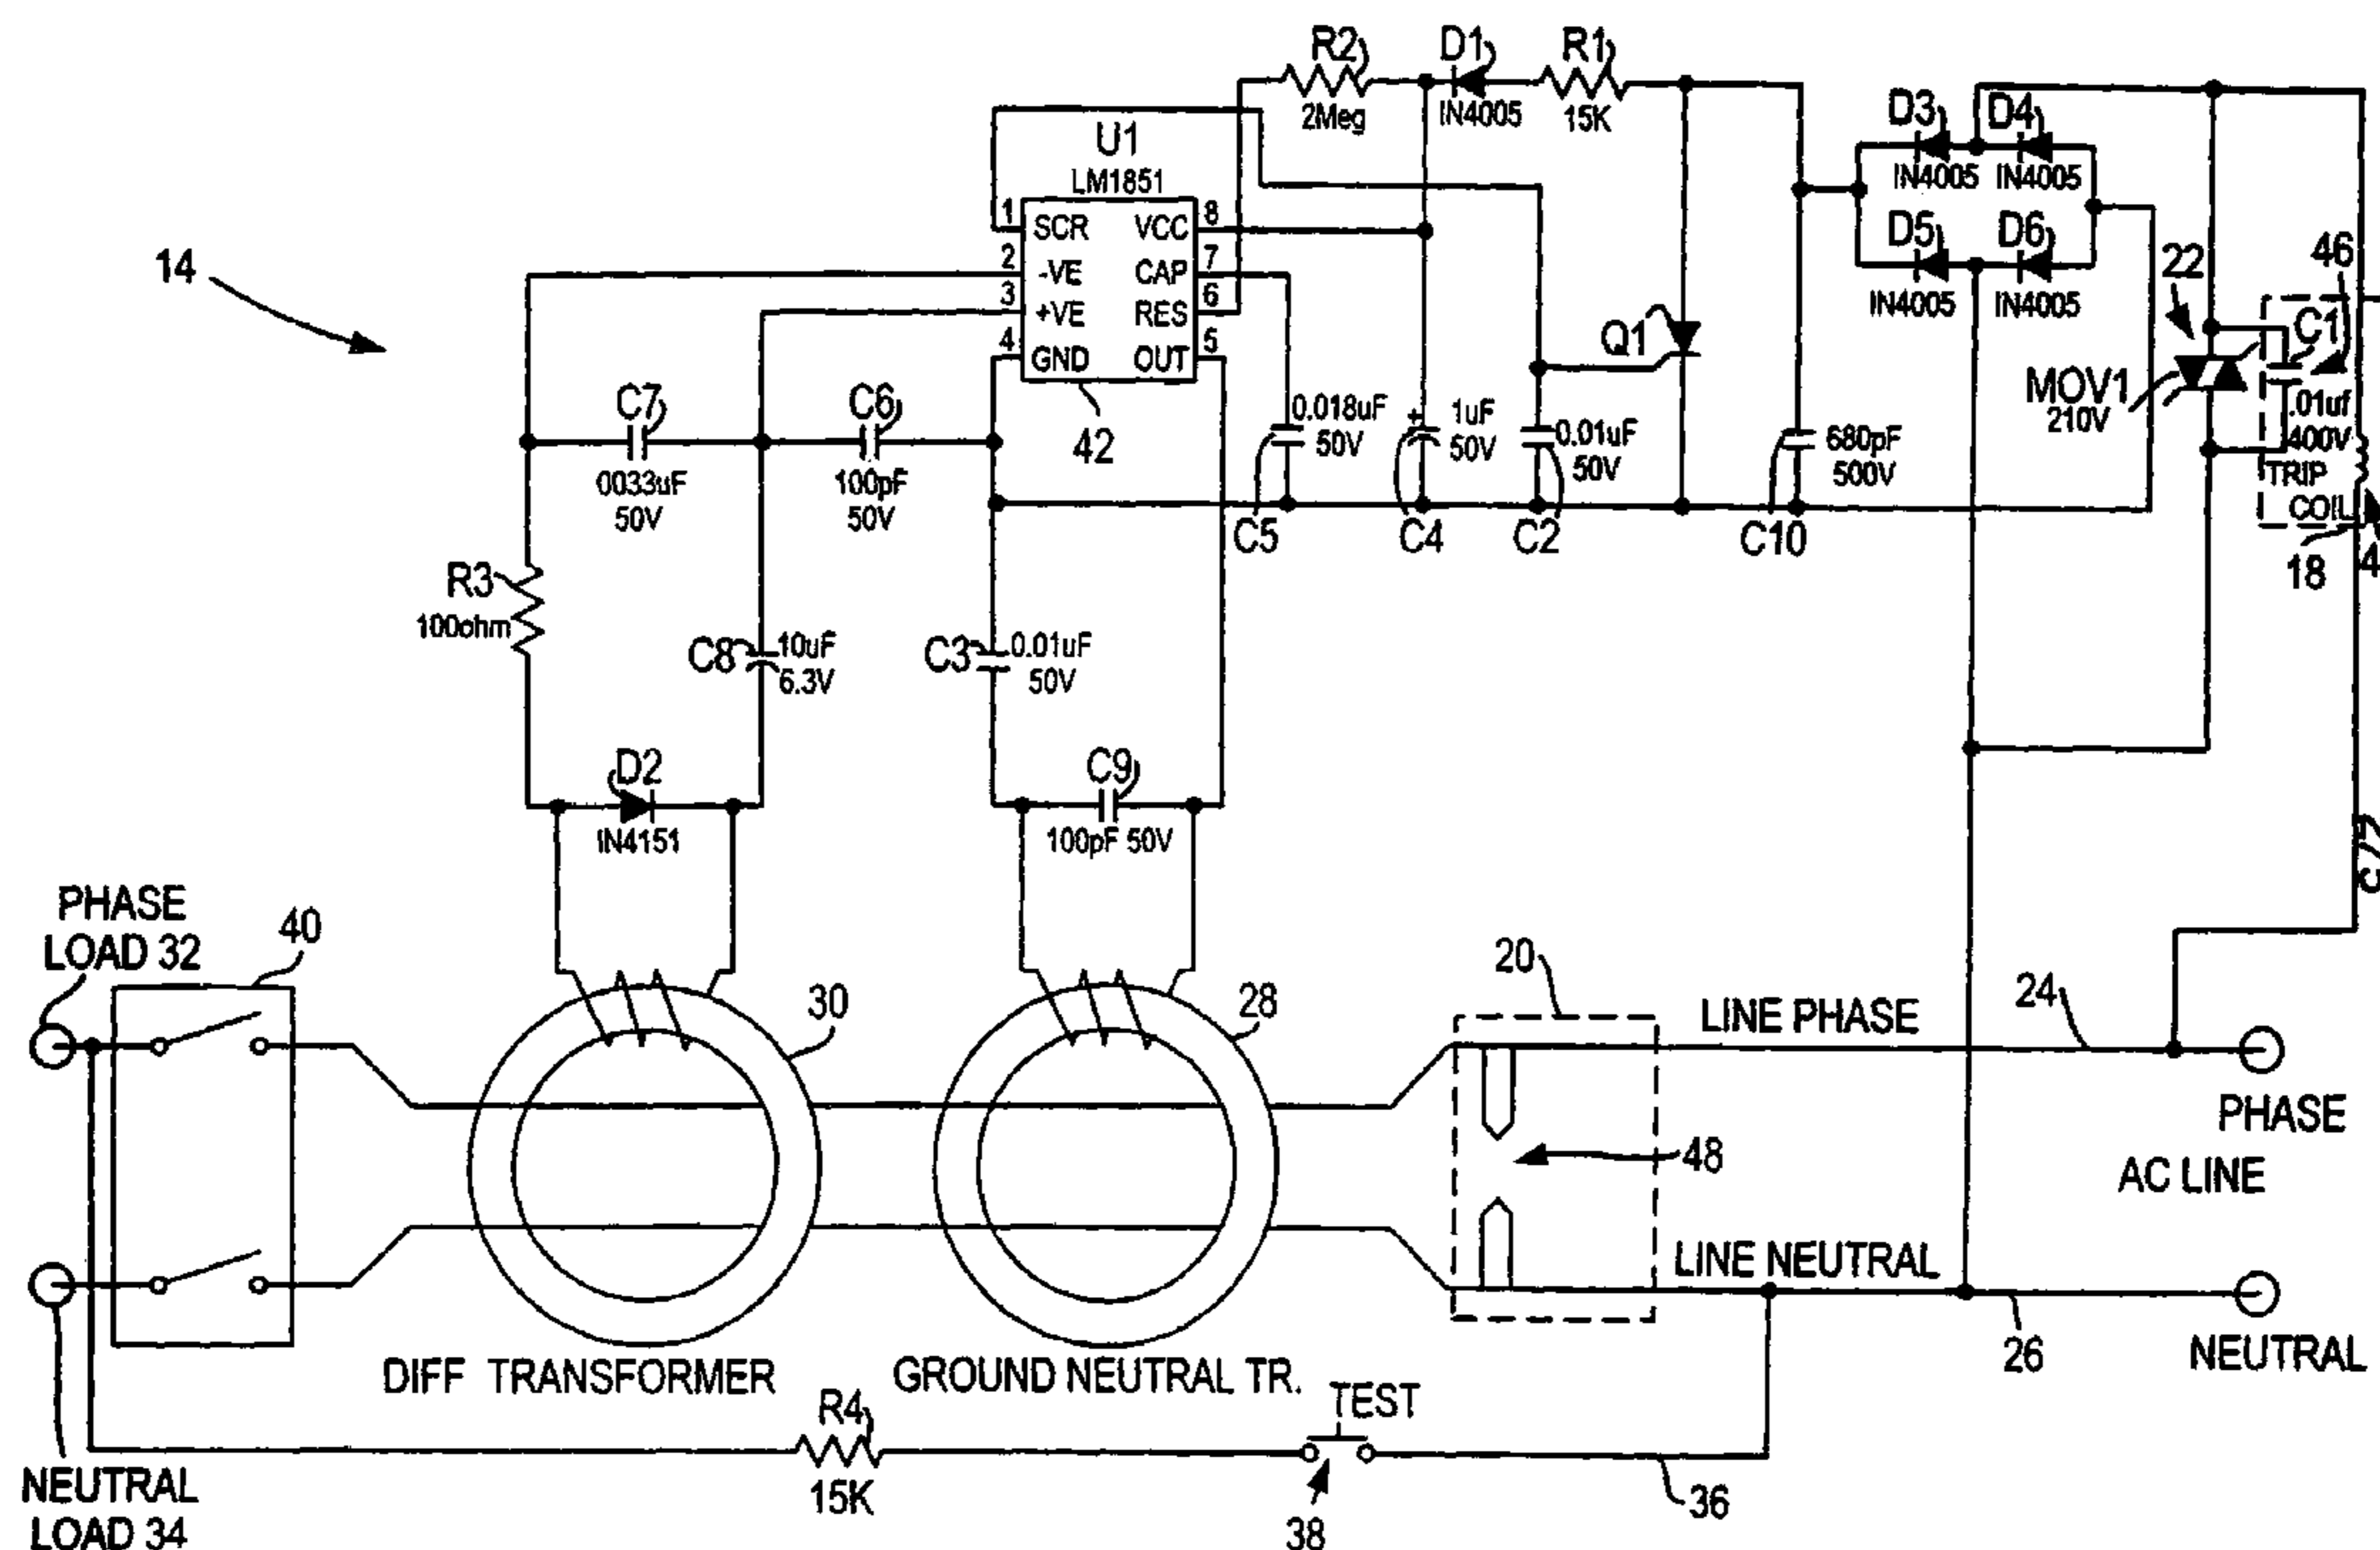 R2
D1
R1
2Meg
IN4005
15K
U1
LM1851
D3
D4
IN4005
IN4005
1
SCR
VCC
8
2
-VE
CAP
7
3
+VE
RES
6
4
GND
OUT
5
D5
D6
IN4005
IN4005
14
22
46
C1
.01uf
400V
MOV1
210V
TRIP
COIL
18
4
Q1
42
C7
0033uF
50V
C6
100pF
50V
0.018uF
50V
1uF
50V
0.01uF
50V
680pF
500V
+
C5
C4
C2
C10
R3
100ohm
C8
10uF
6.3V
C3
0.01uF
50V
D2
IN4151
C9
100pF 50V
PHASE
LOAD 32
40
30
28
20
LINE PHASE
24
PHASE
48
AC LINE
LINE NEUTRAL
26
NEUTRAL
DIFF TRANSFORMER
GROUND NEUTRAL TR.
R4
15K
TEST
38
36
NEUTRAL
LOAD 34